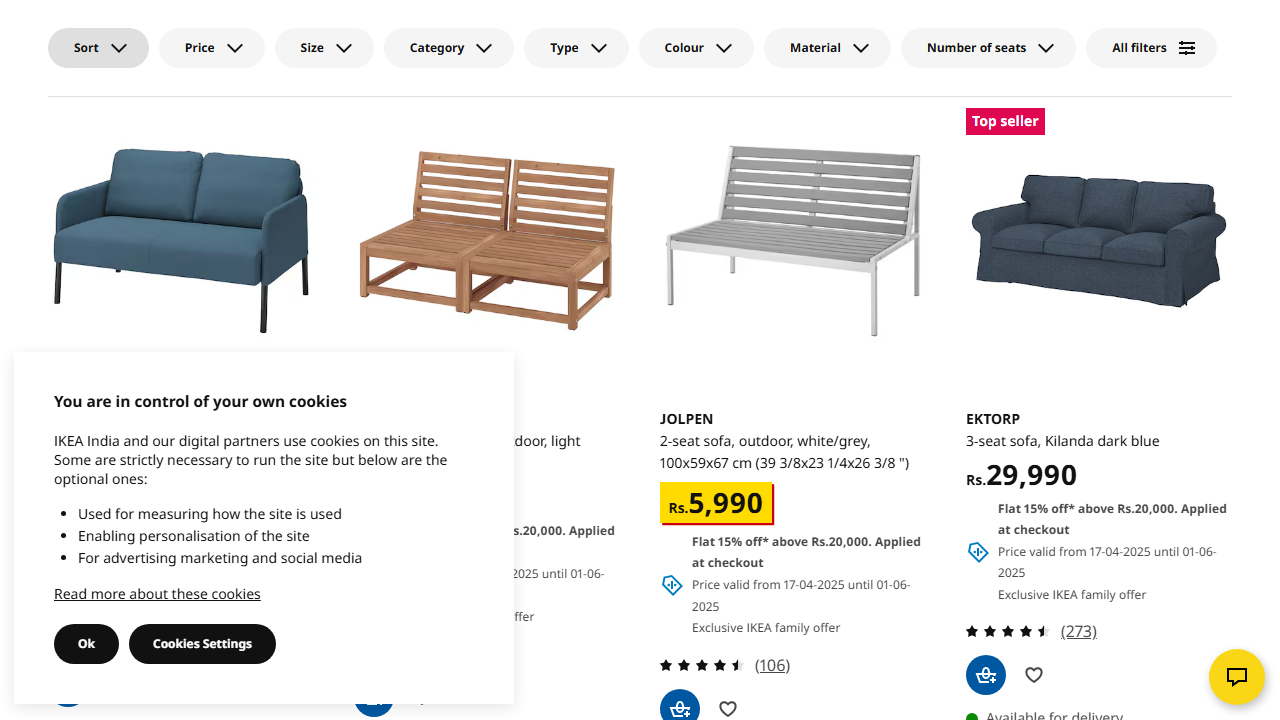 Sort
Price
Size
Category
Type
Colour
Material
Number of seats
All filters
Top seller
You are in control of your own cookies
IKEA India and our digital partners use cookies on this site.
Some are strictly necessary to run the site but below are the
optional ones:
Used for measuring how the site is used
Enabling personalisation of the site
For advertising marketing and social media
Read more about these cookies
Ok
Cookies Settings
light
Rs.20,000. Applied
2025 until 01-06-
JOLPEN
2-seat sofa, outdoor, white/grey,
100x59x67 cm (39 3/8x23 1/4x26 3/8 ")
Rs.5,990
Flat 15% off* above Rs.20,000. Applied
at checkout
Price valid from 17-04-2025 until 01-06-
2025
Exclusive IKEA family offer
(106)
EKTORP
3-seat sofa, Kilanda dark blue
Rs.29,990
Flat 15% off* above Rs.20,000. Applied
at checkout
Price valid from 17-04-2025 until 01-06-
2025
Exclusive IKEA family offer
(273)
Available for delivery